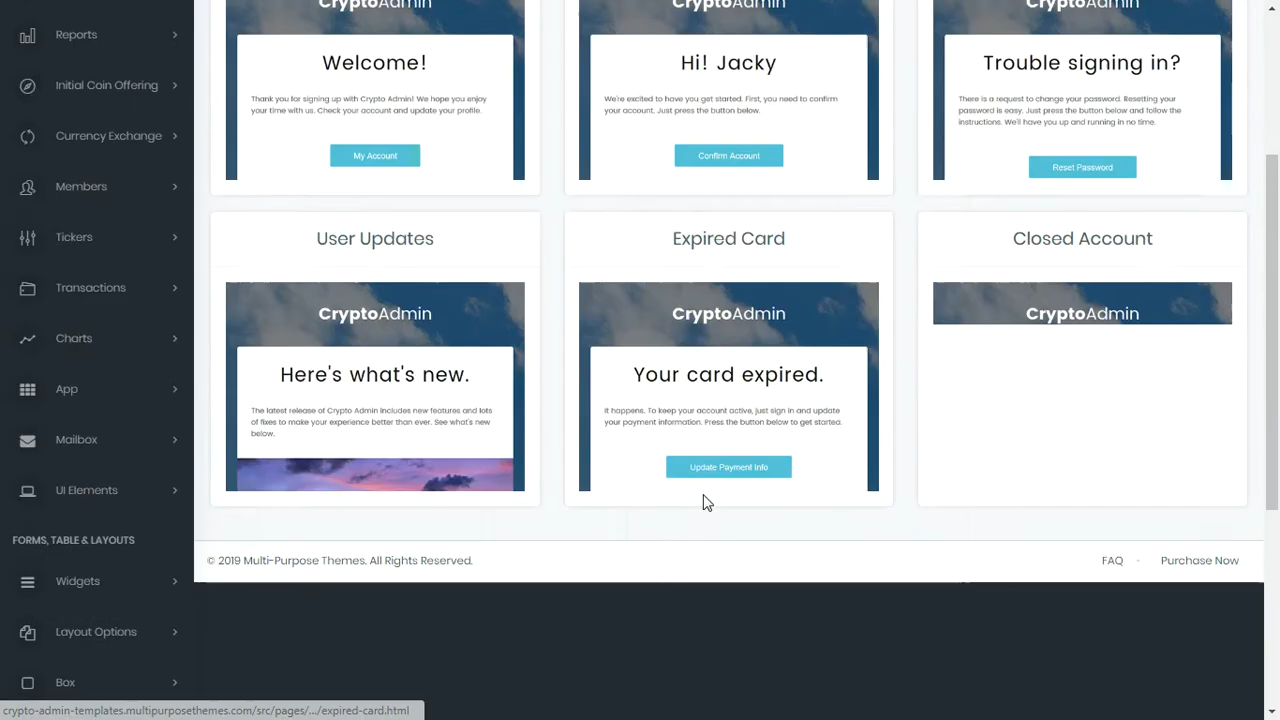 Reports
Initial Coin Offering
Currency Exchange
Members
Tickers
Transactions
Charts
App
Mailbox
UI Elements
FORMS, TABLE & LAYOUTS
Widgets
Layout Options
Box
CryptoAdmin
Welcome!
Thank you for signing up with Crypto Admin! We hope you enjoy
your time with us. Check your account and update your profile.
My Account
CryptoAdmin
Hi! Jacky
We're excited to have you get started. First, you need to confirm
your account. Just press the button below.
Confirm Account
CryptoAdmin
Trouble signing in?
There is a request to change your password. Resetting your
password is easy. Just press the button below and follow the
instructions. We'll have you up and running in no time.
Reset Password
User Updates
CryptoAdmin
Here's what's new.
The latest release of Crypto Admin includes new features and lots
of fixes to make your experience better than ever. See what's new
below.
Expired Card
CryptoAdmin
Your card expired.
It happens. To keep your account active, just sign in and update
your payment information. Press the button below to get started.
Update Payment Info
Closed Account
CryptoAdmin
© 2019 Multi-Purpose Themes. All Rights Reserved.
FAQ
Purchase Now
crypto-admin-templates.multipurposethemes.com/src/pages/.../expired-card.html